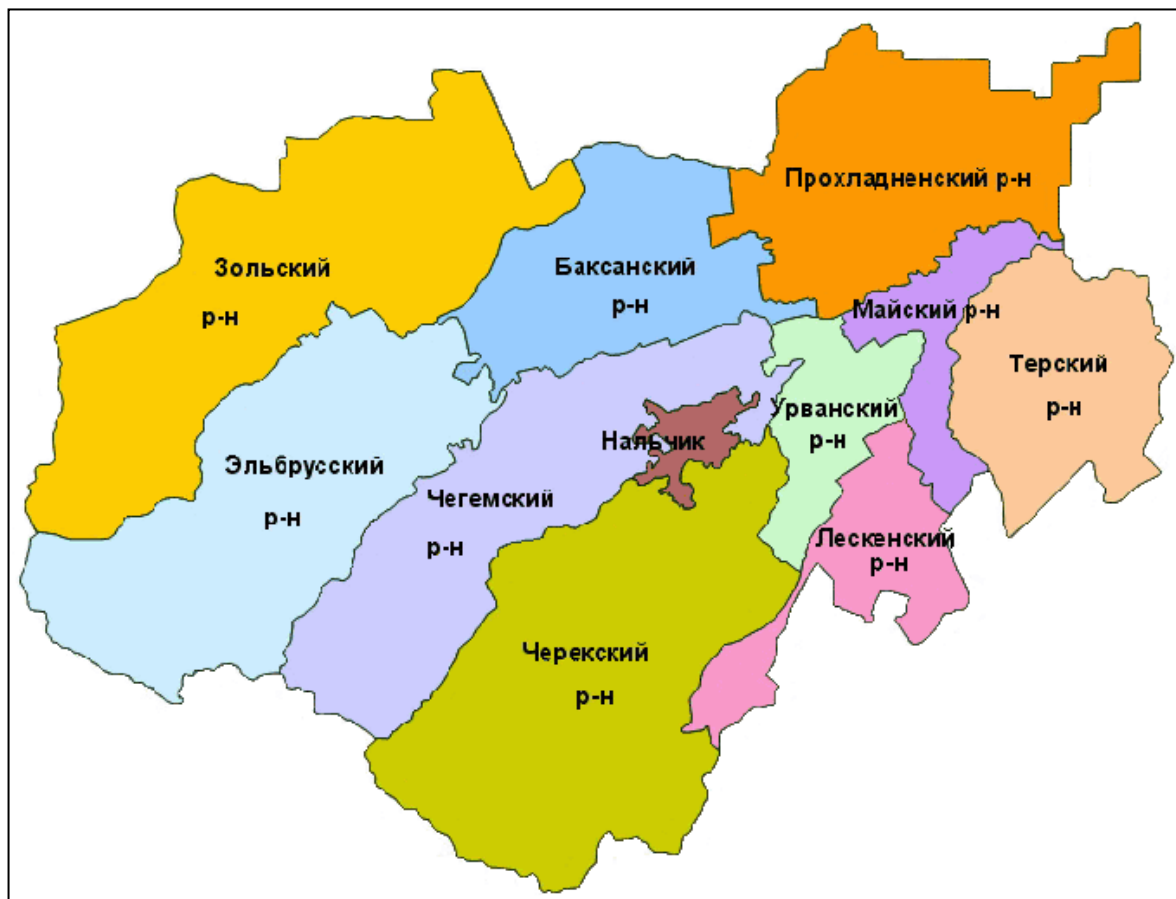 Прохладненский р-н
Зольский
р-н
Баксанский
р-н
Майский р-н
Терский
р-н
Урванский
р-н
Нальчик
Эльбрусский
р-н
Чегемский
р-н
Лескенский
р-н
Черекский
р-н